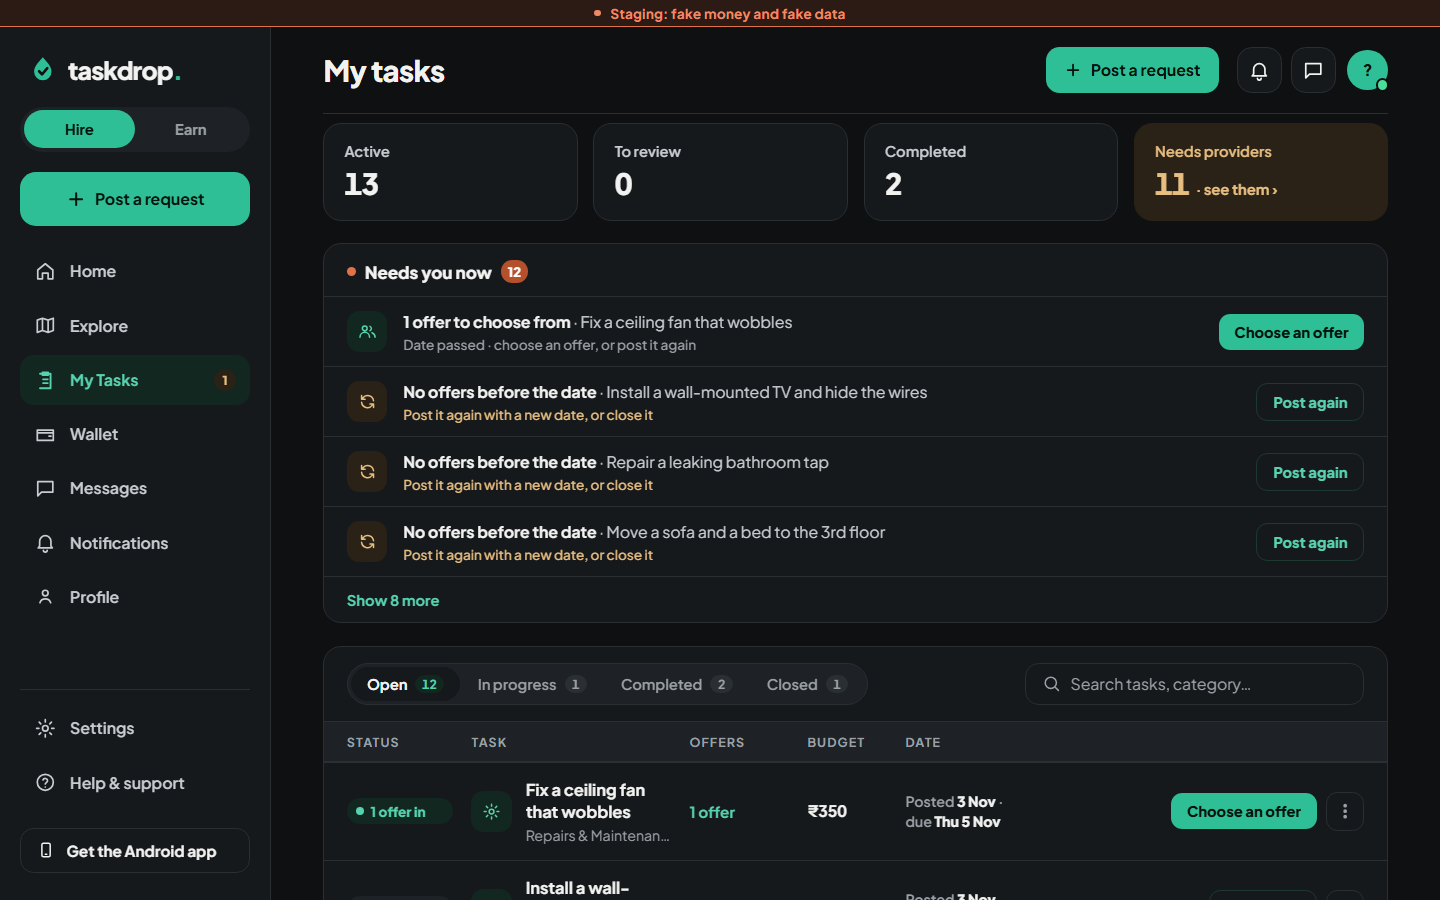 Staging: fake money and fake data
taskdrop.
Hire
Earn
+ Post a request
Home
Explore
My Tasks 1
Wallet
Messages
Notifications
Profile
Settings
Help & support
Get the Android app
My tasks
+ Post a request
?
Active
13
To review
0
Completed
2
Needs providers
11 · see them ›
Needs you now 12
1 offer to choose from · Fix a ceiling fan that wobbles
Date passed · choose an offer, or post it again
Choose an offer
No offers before the date · Install a wall-mounted TV and hide the wires
Post it again with a new date, or close it
Post again
No offers before the date · Repair a leaking bathroom tap
Post it again with a new date, or close it
Post again
No offers before the date · Move a sofa and a bed to the 3rd floor
Post it again with a new date, or close it
Post again
Show 8 more
Open 12
In progress 1
Completed 2
Closed 1
Search tasks, category...
STATUS TASK OFFERS BUDGET DATE
1 offer in
Fix a ceiling fan
that wobbles
Repairs & Maintenan...
1 offer
₹350
Posted 3 Nov ·
due Thu 5 Nov
Choose an offer
Install a wall-
Posted 3 Nov